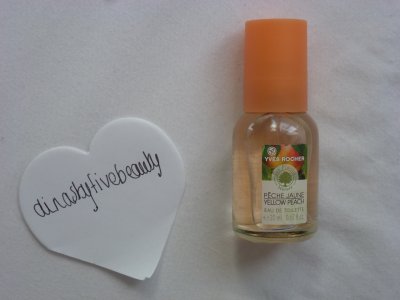 dinastyfivebeauty
YVES ROCHER
PÊCHE JAUNE
YELLOW PEACH
EAU DE TOILETTE